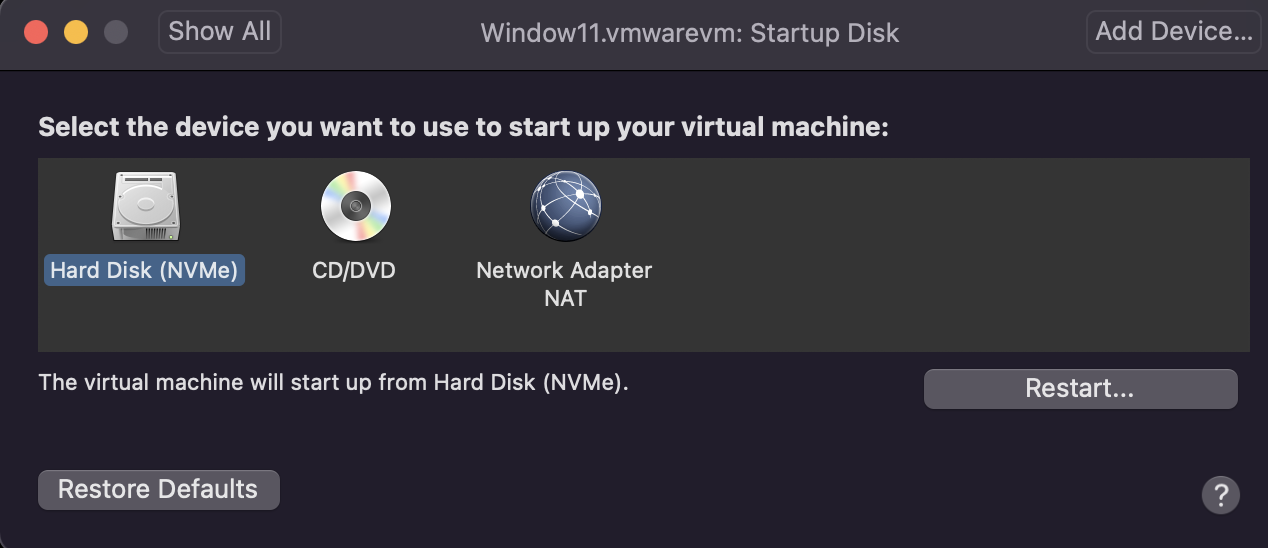 Show All
Window11.vmwarevm: Startup Disk
Add Device...
Select the device you want to use to start up your virtual machine:
Hard Disk (NVMe)
CD/DVD
Network Adapter
NAT
The virtual machine will start up from Hard Disk (NVMe).
Restart...
Restore Defaults
?